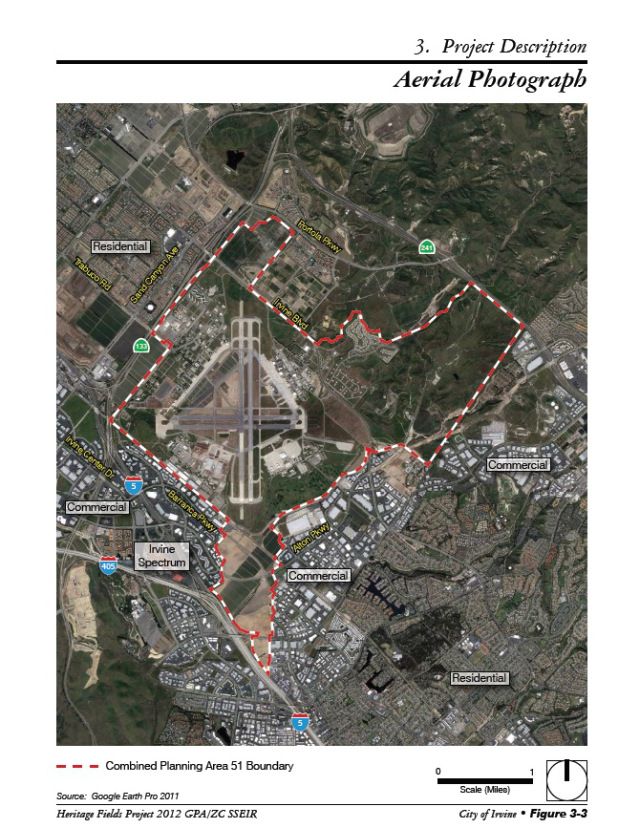 3. Project Description
Aerial Photograph
Portola Pkwy
241
Residential
Sand Canyon Ave
Trabuco Rd
Irvine Blvd
133
Irvine Center Dr
Commercial
5
Barranca Pkwy
Commercial
Alton Pkwy
Irvine
Spectrum
405
Commercial
Residential
5
Combined Planning Area 51 Boundary
0 1
Scale (Miles)
Source: Google Earth Pro 2011
Heritage Fields Project 2012 GPA/ZC SSEIR
City of Irvine • Figure 3-3